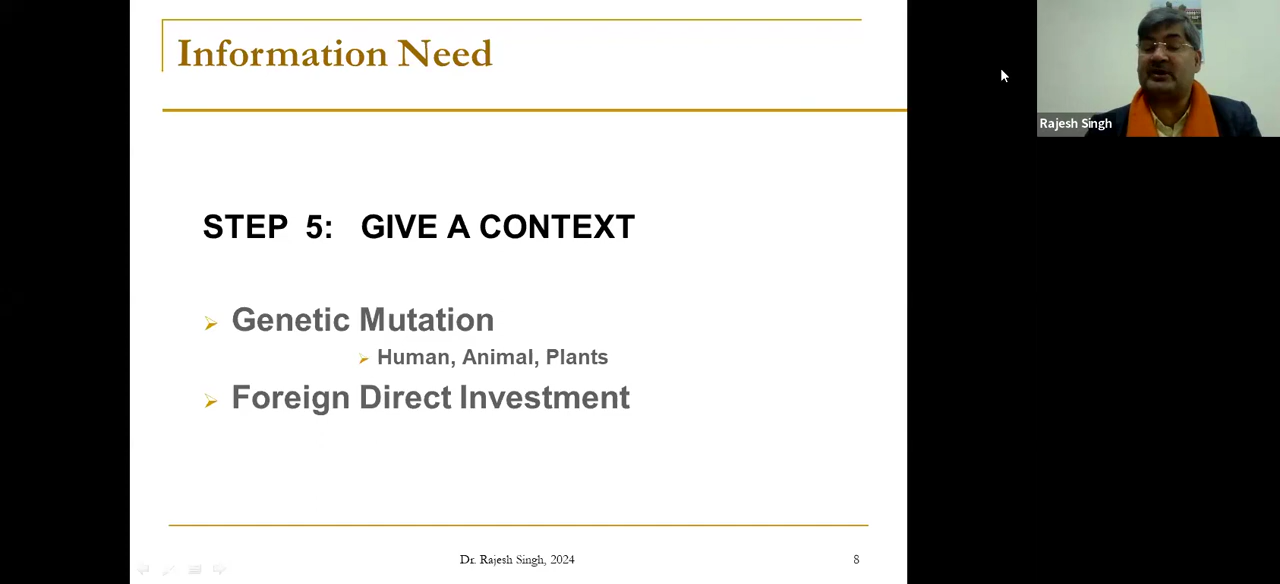 Information Need
STEP 5: GIVE A CONTEXT
Genetic Mutation
Human, Animal, Plants
Foreign Direct Investment
Dr. Rajesh Singh, 2024
8
Rajesh Singh